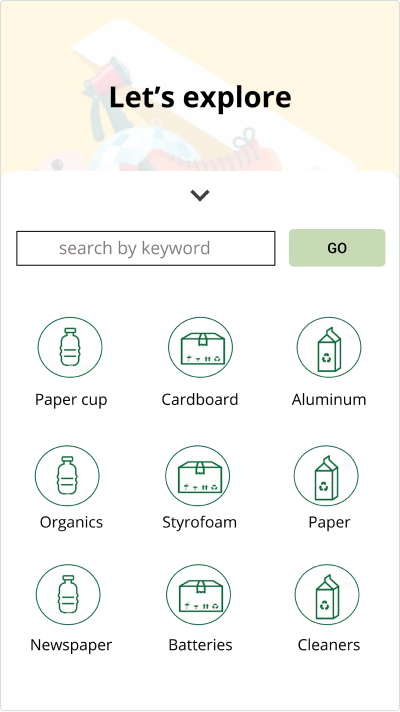 Let’s explore
search by keyword
GO
Paper cup
Cardboard
Aluminum
Organics
Styrofoam
Paper
Newspaper
Batteries
Cleaners